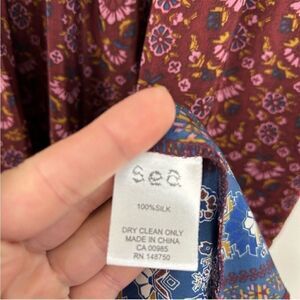 sea
100%SILK
DRY CLEAN ONLY
MADE IN CHINA
CA 00985
RN 148750